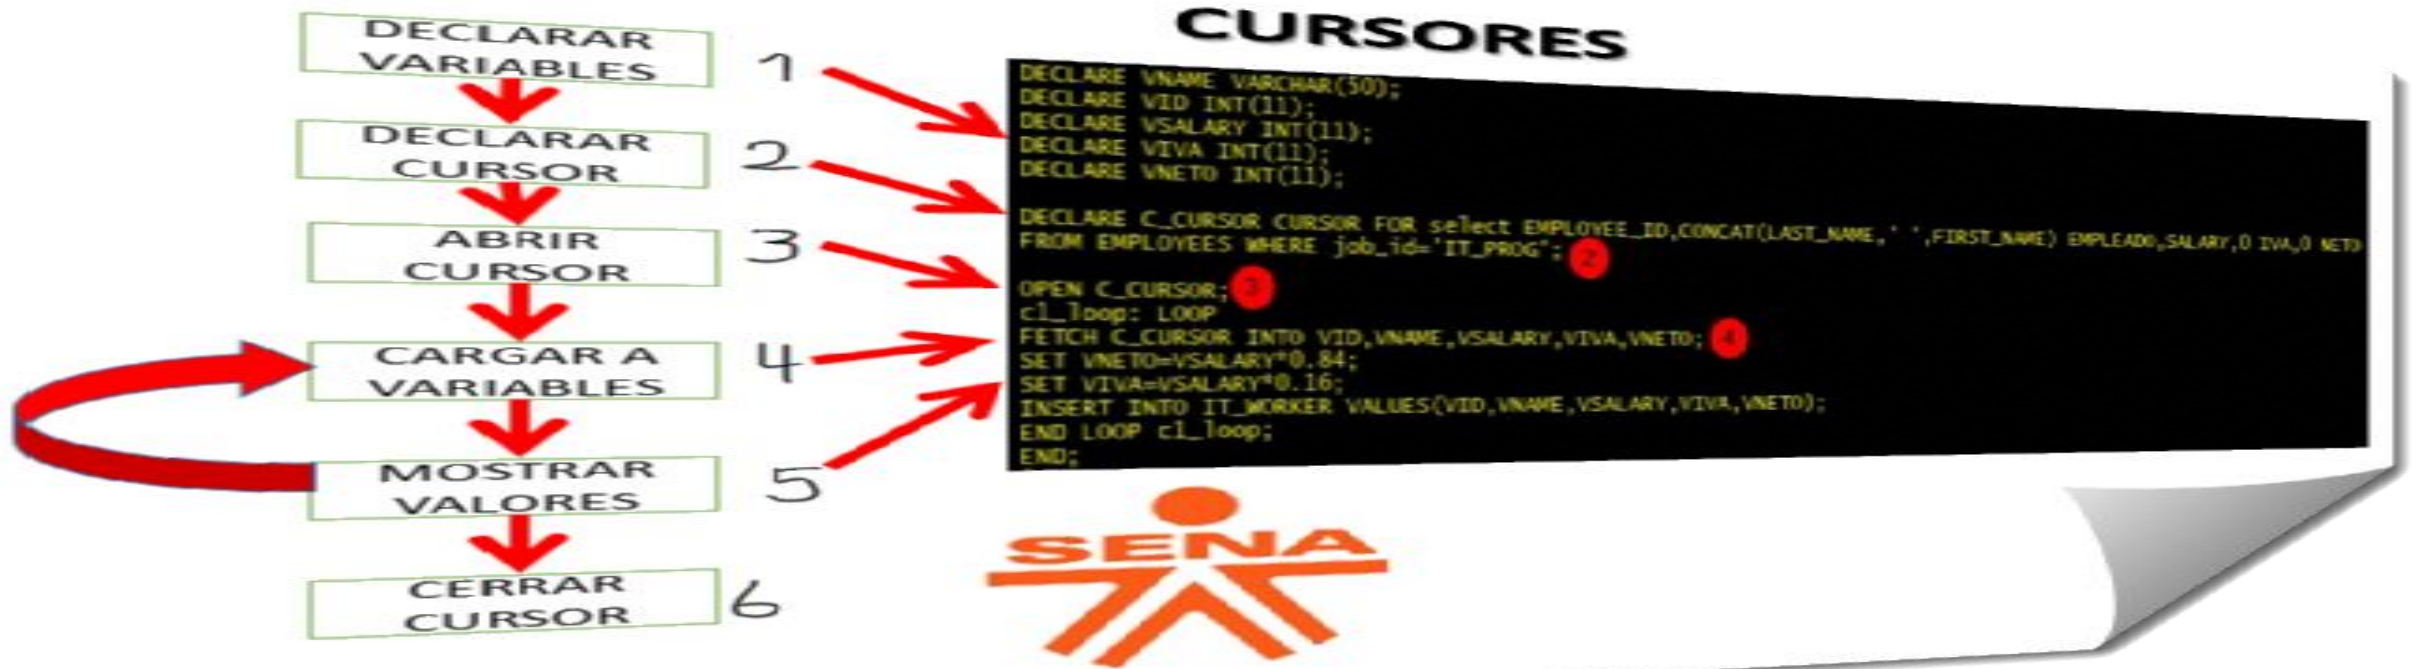 DECLARAR
VARIABLES
DECLARAR
CURSOR
ABRIR
CURSOR
CARGAR A
VARIABLES
MOSTRAR
VALORES
CERRAR
CURSOR
1
2
3
4
5
6
CURSORES
DECLARE VNAME VARCHAR(50);
DECLARE VID INT(11);
DECLARE VSALARY INT(11);
DECLARE VIVA INT(11);
DECLARE VNETO INT(11);
DECLARE C_CURSOR CURSOR FOR select EMPLOYEE_ID,CONCAT(LAST_NAME,' ',FIRST_NAME) EMPLEADO,SALARY,0 IVA,0 NETO
FROM EMPLOYEES WHERE job_id='IT_PROG'; 2
OPEN C_CURSOR; 3
cl_loop: LOOP
FETCH C_CURSOR INTO VID,VNAME,VSALARY,VIVA,VNETO; 4
SET VNETO=VSALARY*0.84;
SET VIVA=VSALARY*0.16;
INSERT INTO IT_WORKER VALUES(VID,VNAME,VSALARY,VIVA,VNETO);
END LOOP cl_loop;
END;
SENA